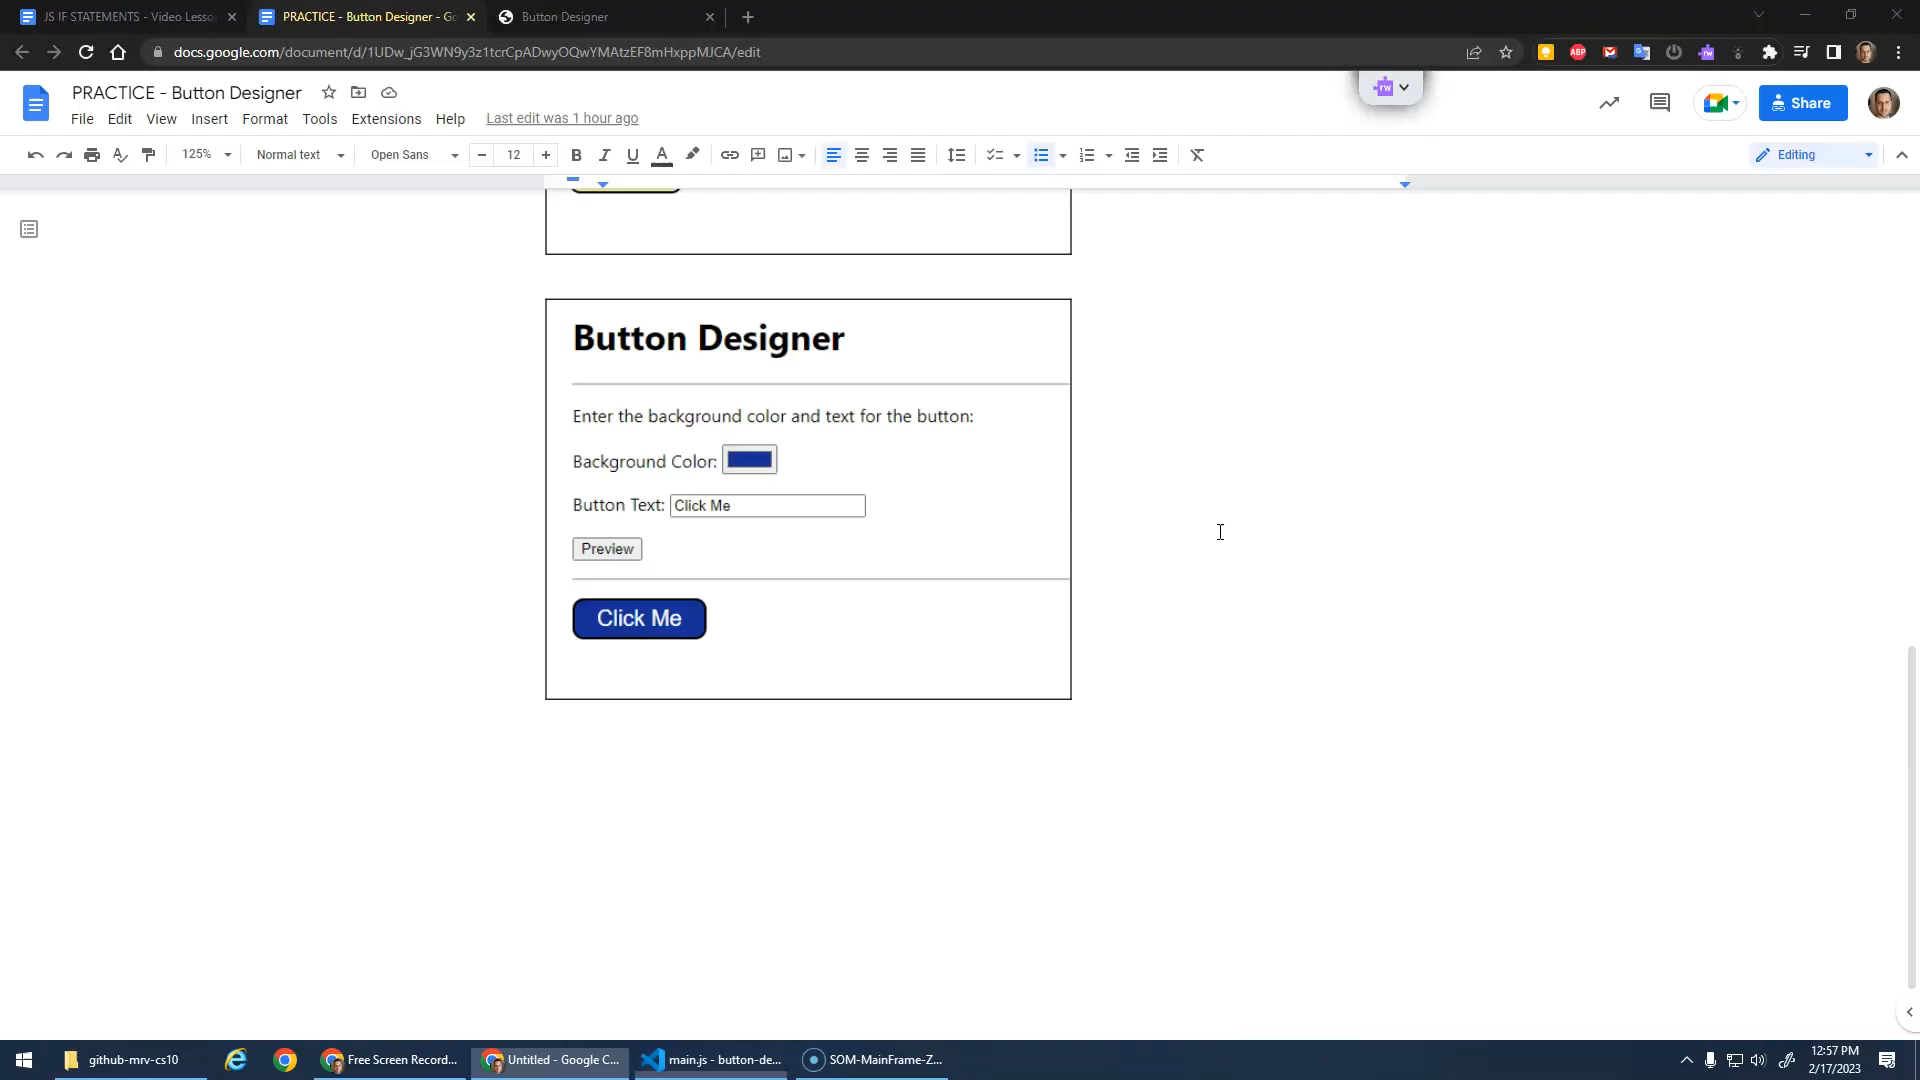 JS IF STATEMENTS - Video Lesso
PRACTICE - Button Designer - Go
Button Designer
docs.google.com/document/d/1UDw_jG3WN9y3z1tcrCpADwyOQwYMAtzEF8mHxppMJCA/edit
ABP
rw
PRACTICE - Button Designer
rw
Share
File Edit View Insert Format Tools Extensions Help Last edit was 1 hour ago
125% Normal text Open Sans 12 B I U A Editing
Button Designer
Enter the background color and text for the button:
Background Color:
Button Text: Click Me
Preview
Click Me
github-mrv-cs10
Free Screen Record...
Untitled - Google C...
main.js - button-de...
SOM-MainFrame-Z...
12:57 PM
2/17/2023